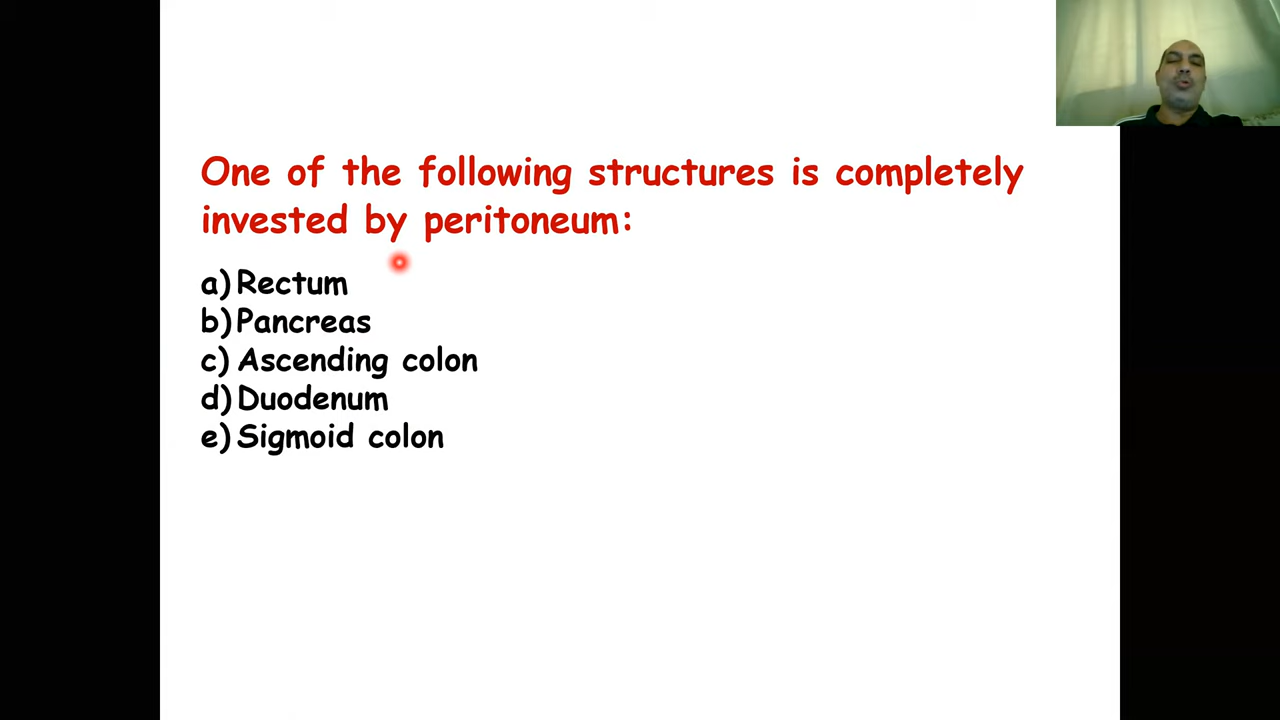 One of the following structures is completely
invested by peritoneum:
a) Rectum
b) Pancreas
c) Ascending colon
d) Duodenum
e) Sigmoid colon